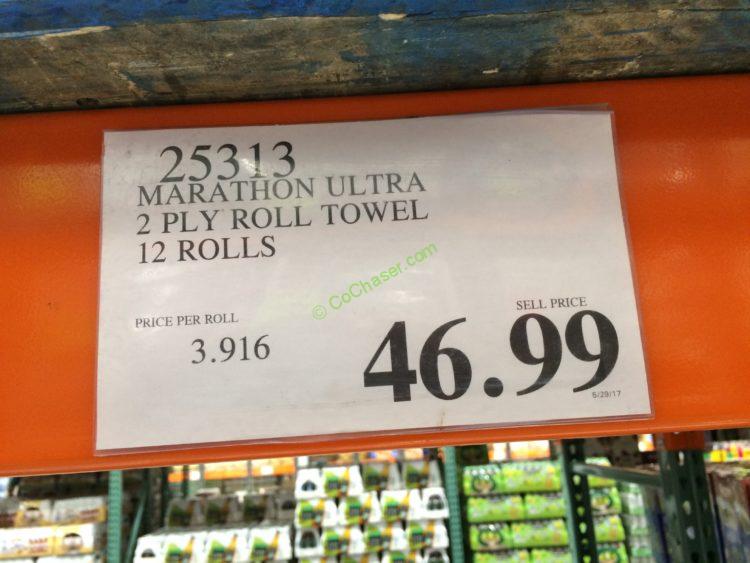 25313
MARATHON ULTRA
2 PLY ROLL TOWEL
12 ROLLS
© CoChaser.com
PRICE PER ROLL
3.916
SELL PRICE
46.99
5/29/17